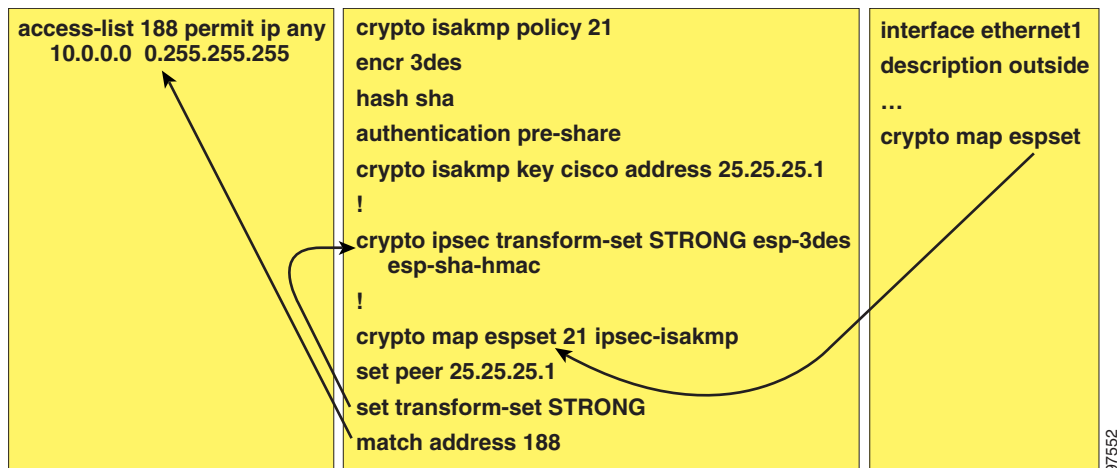 access-list 188 permit ip any
10.0.0.0 0.255.255.255
crypto isakmp policy 21
encr 3des
hash sha
authentication pre-share
crypto isakmp key cisco address 25.25.25.1
!
crypto ipsec transform-set STRONG esp-3des
esp-sha-hmac
!
crypto map espset 21 ipsec-isakmp
set peer 25.25.25.1
set transform-set STRONG
match address 188
interface ethernet1
description outside
…
crypto map espset